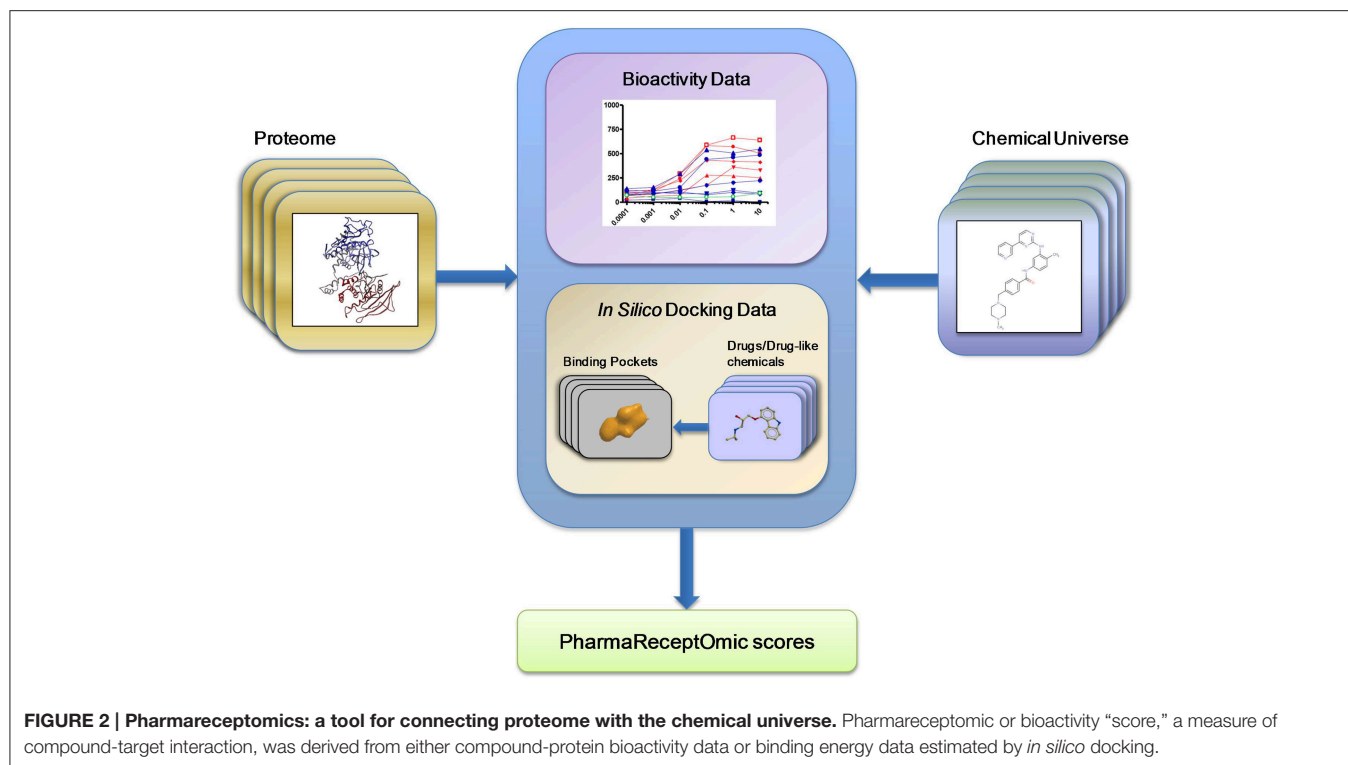 Bioactivity Data
1000
750
500
250
0
0.0001
0.001
0.01
0.1
1
10
Proteome
Chemical Universe
CH₃
CH₃
In Silico Docking Data
Binding Pockets
Drugs/Drug-like
chemicals
PharmaReceptOmic scores
FIGURE 2 | Pharmareceptomics: a tool for connecting proteome with the chemical universe. Pharmareceptomic or bioactivity “score,” a measure of
compound-target interaction, was derived from either compound-protein bioactivity data or binding energy data estimated by in silico docking.